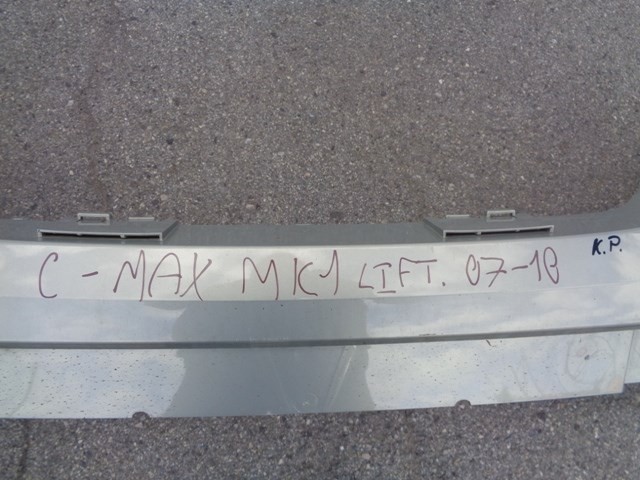 C-MAX MK1 LIFT. 07-10 K.P.